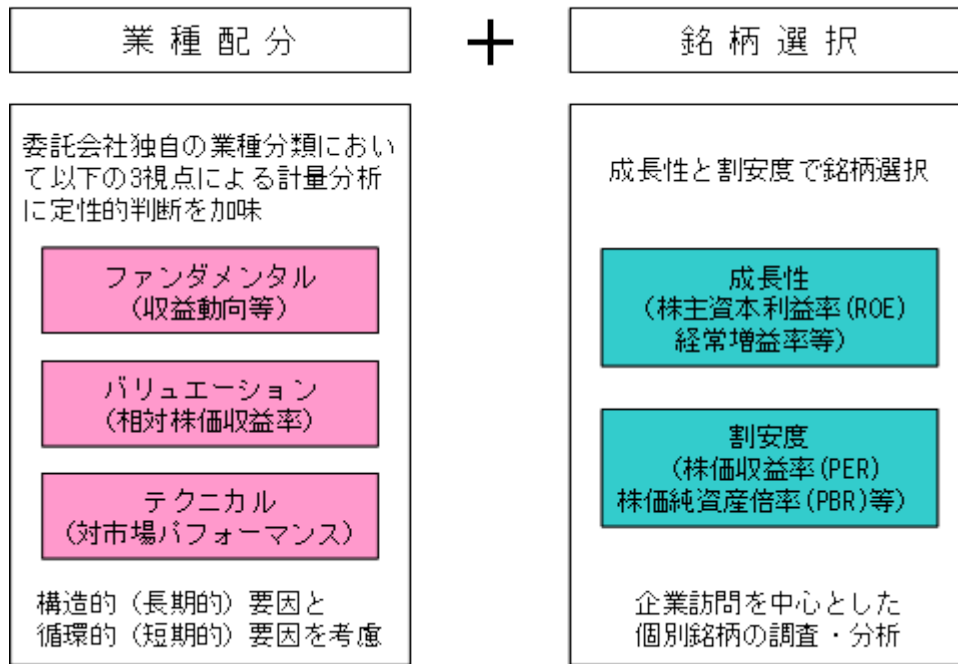 業種配分
＋
銘柄選択
委託会社独自の業種分類におい
て以下の3視点による計量分析
に定性的判断を加味
ファンダメンタル
（収益動向等）
バリュエーション
（相対株価収益率）
テクニカル
（対市場パフォーマンス）
構造的（長期的）要因と
循環的（短期的）要因を考慮
成長性と割安度で銘柄選択
成長性
（株主資本利益率(ROE)
経常増益率等）
割安度
（株価収益率(PER)
株価純資産倍率(PBR)等）
企業訪問を中心とした
個別銘柄の調査・分析